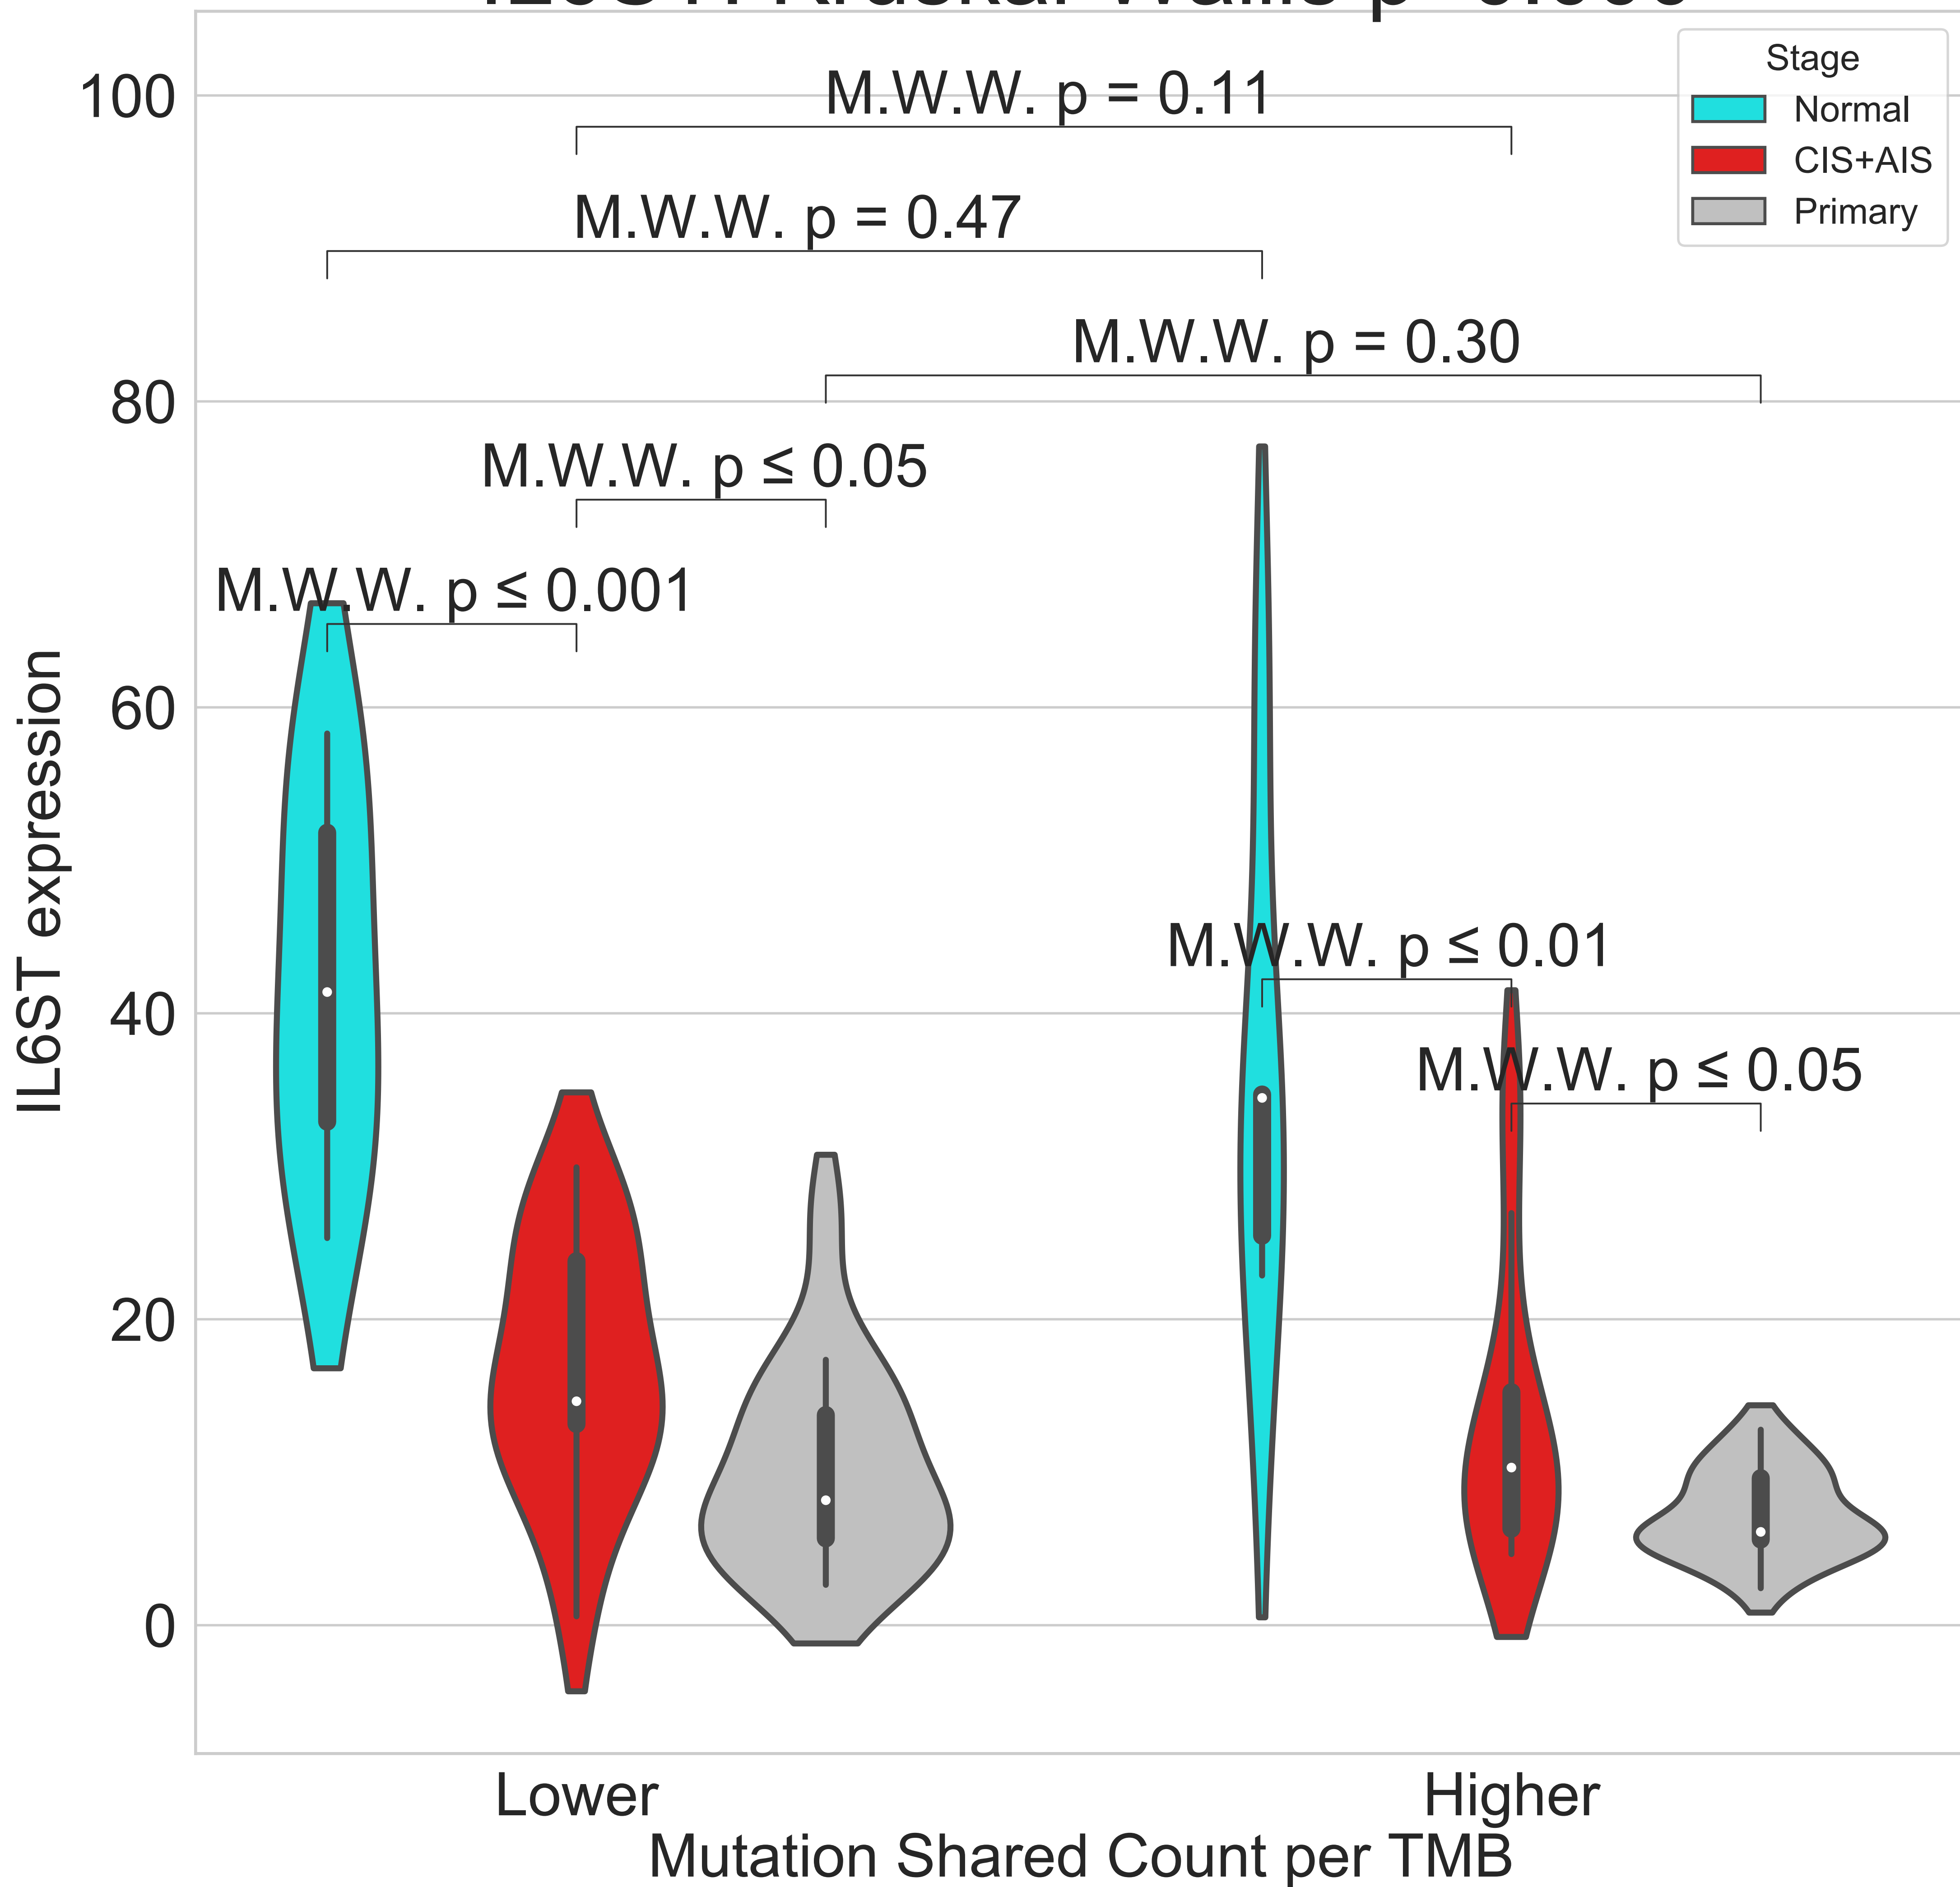 100
80
60
40
20
0
IL6ST expression
M.W.W. p = 0.11
M.W.W. p = 0.47
M.W.W. p = 0.30
M.W.W. p ≤ 0.05
M.W.W. p ≤ 0.001
M.W.W. p ≤ 0.01
M.W.W. p ≤ 0.05
Stage
Normal
CIS+AIS
Primary
Lower
Higher
Mutation Shared Count per TMB